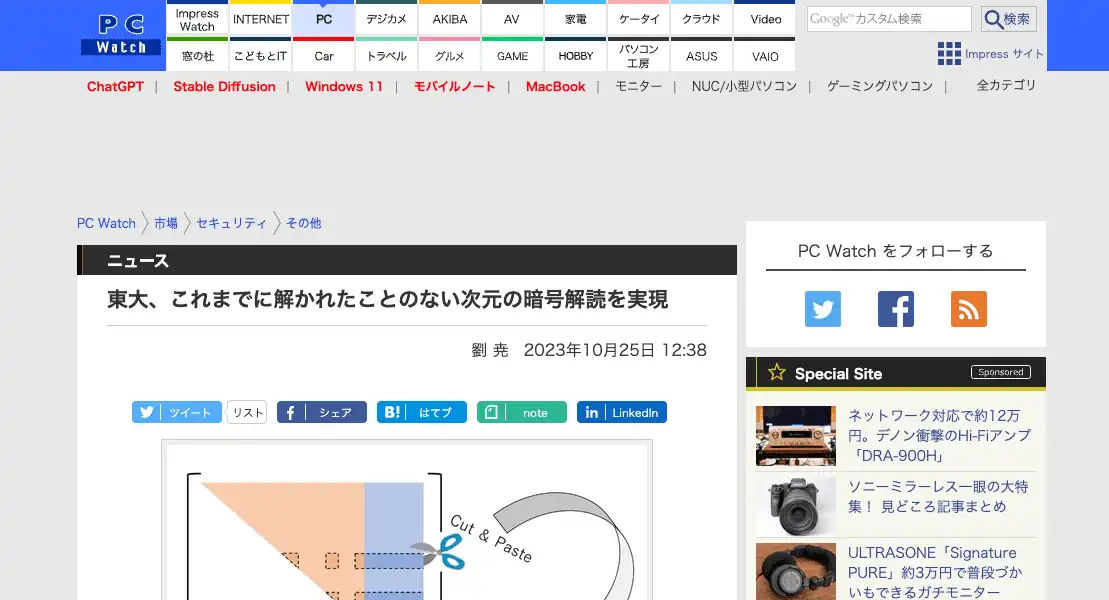 PC
Watch
Impress
Watch
INTERNET
PC
デジカメ
AKIBA
AV
家電
ケータイ
クラウド
Video
Google™カスタム検索
検索
窓の杜
こどもとIT
Car
トラベル
グルメ
GAME
HOBBY
パソコン
工房
ASUS
VAIO
Impress サイト
ChatGPT | Stable Diffusion | Windows 11 | モバイルノート | MacBook | モニター | NUC/小型パソコン | ゲーミングパソコン | 全カテゴリ
PC Watch 〉市場 〉セキュリティ 〉その他
ニュース
東大、これまでに解かれたことのない次元の暗号解読を実現
劉 尭 2023年10月25日 12:38
ツイート
リスト
シェア
B! はてブ
note
in LinkedIn
Cut & Paste
PC Watch をフォローする
Special Site
Sponsored
ネットワーク対応で約12万
円。デノン衝撃のHi-Fiアンプ
「DRA-900H」
ソニーミラーレス一眼の大特
集！ 見どころ記事まとめ
ULTRASONE「Signature
PURE」約3万円で普段づか
いもできるガチモニター